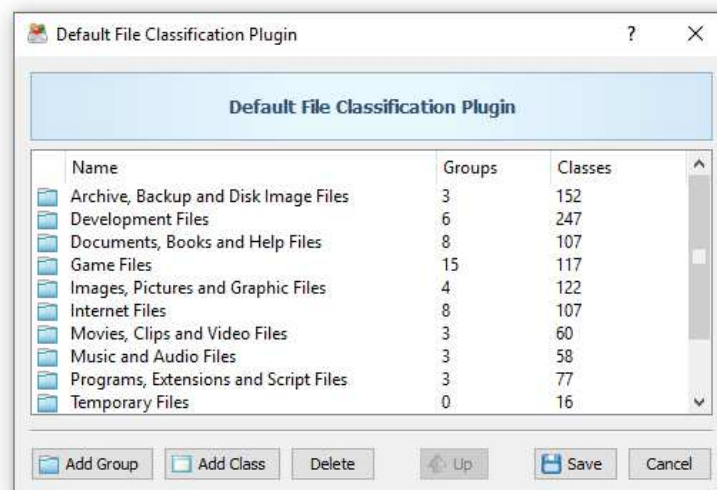 Default File Classification Plugin ?
Default File Classification Plugin
Name Groups Classes
Archive, Backup and Disk Image Files 3 152
Development Files 6 247
Documents, Books and Help Files 8 107
Game Files 15 117
Images, Pictures and Graphic Files 4 122
Internet Files 8 107
Movies, Clips and Video Files 3 60
Music and Audio Files 3 58
Programs, Extensions and Script Files 3 77
Temporary Files 0 16
Add Group Add Class Delete Up Save Cancel